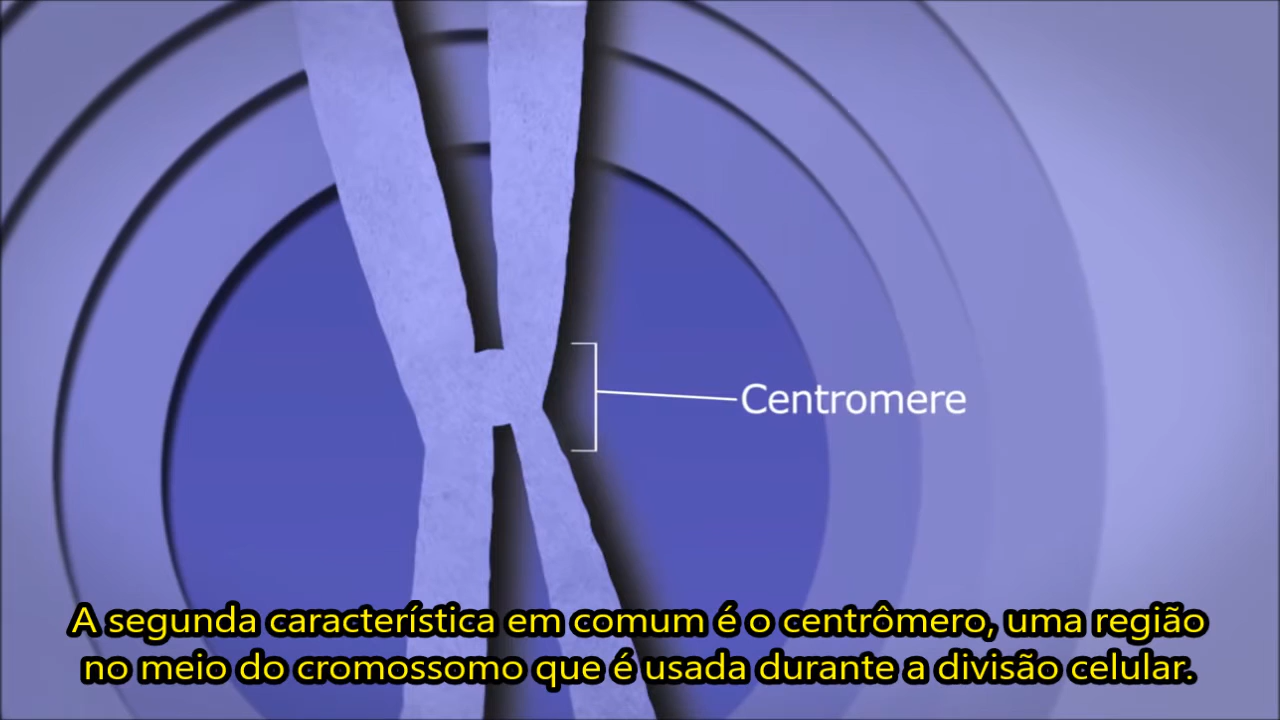 Centromere
A segunda característica em comum é o centrômero, uma região
no meio do cromossomo que é usada durante a divisão celular.